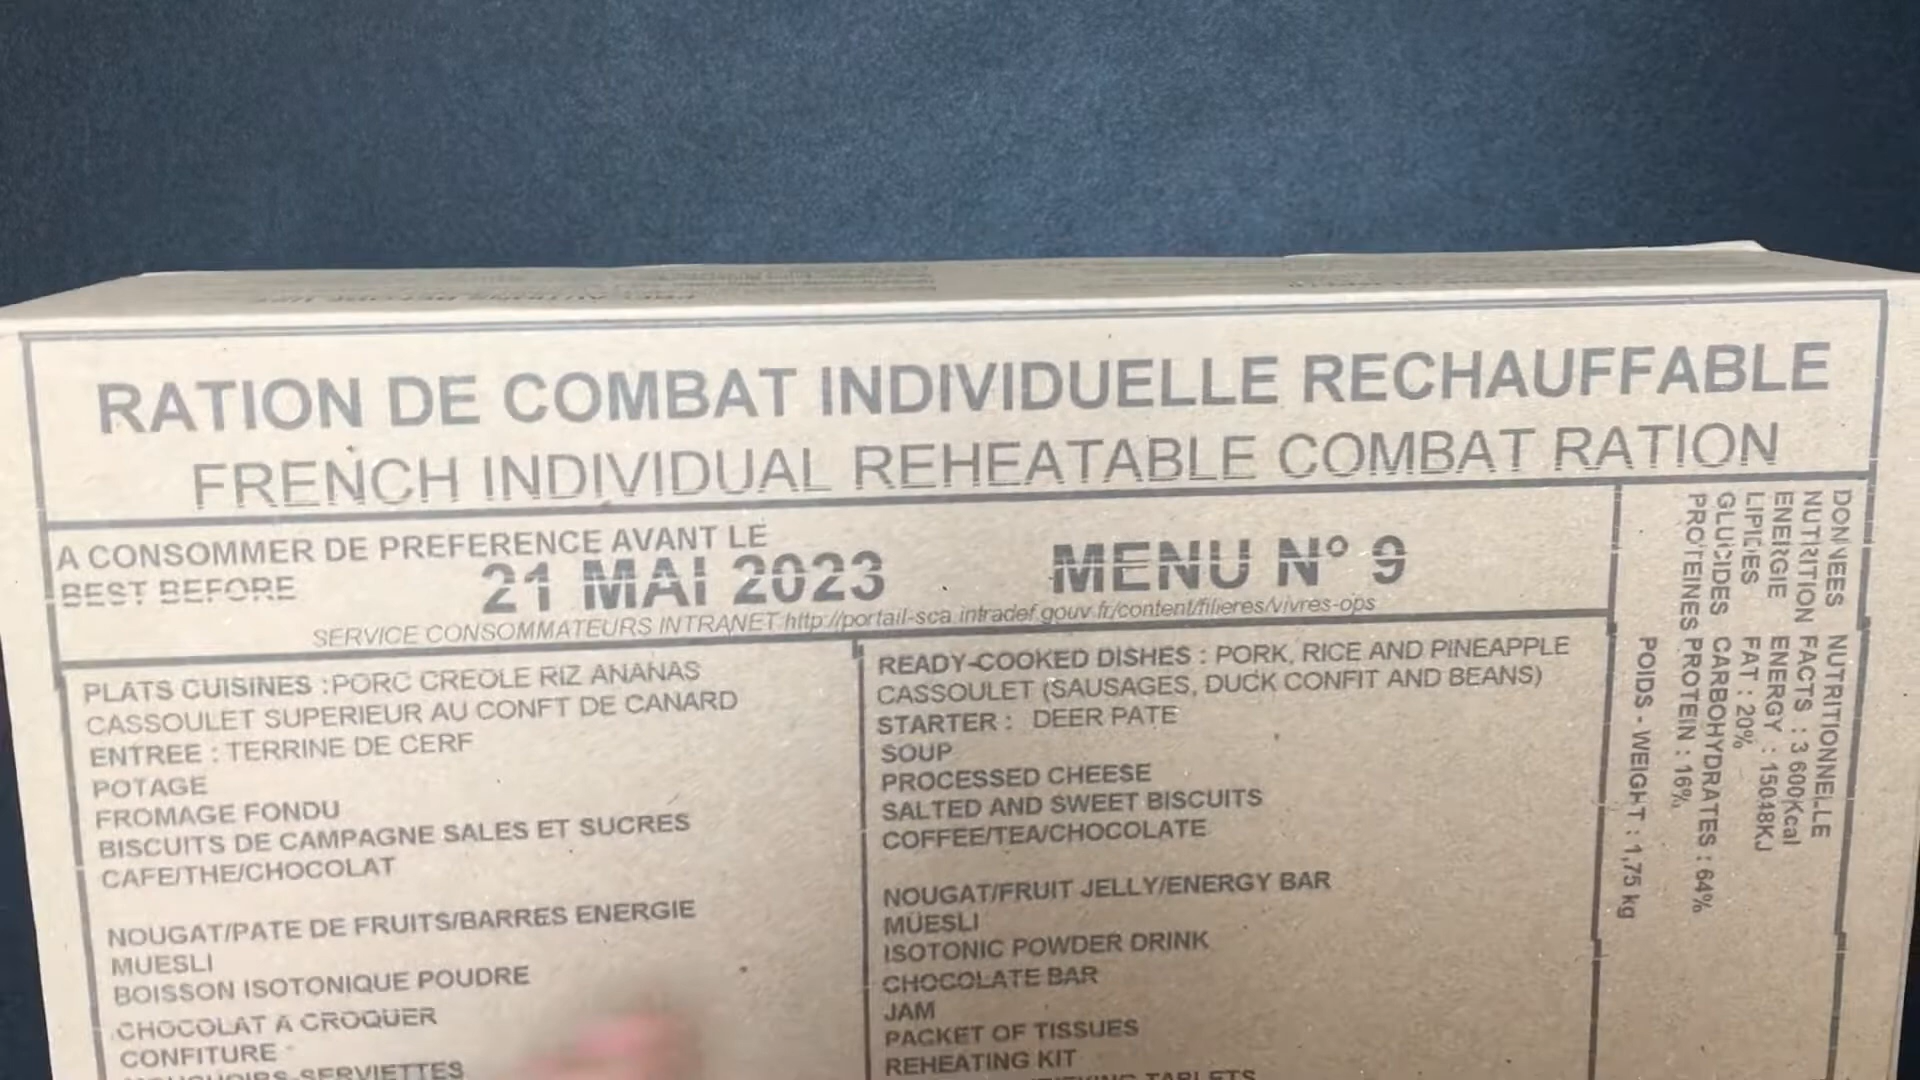 RATION DE COMBAT INDIVIDUELLE RECHAUFFABLE
FRENCH INDIVIDUAL REHEATABLE COMBAT RATION
A CONSOMMER DE PREFERENCE AVANT LE
BEST BEFORE
21 MAI 2023
MENU N° 9
SERVICE CONSOMMATEURS INTRANET:http://portail-sca.intradef.gouv.fr/content/filieres/vivres-ops
PLATS CUISINES :PORC CREOLE RIZ ANANAS
CASSOULET SUPERIEUR AU CONFT DE CANARD
ENTREE : TERRINE DE CERF
POTAGE
FROMAGE FONDU
BISCUITS DE CAMPAGNE SALES ET SUCRES
CAFE/THE/CHOCOLAT
NOUGAT/PATE DE FRUITS/BARRES ENERGIE
MUESLI
BOISSON ISOTONIQUE POUDRE
CHOCOLAT A CROQUER
CONFITURE
SERVIETTES
READY-COOKED DISHES : PORK, RICE AND PINEAPPLE
CASSOULET (SAUSAGES, DUCK CONFIT AND BEANS)
STARTER : DEER PATE
SOUP
PROCESSED CHEESE
SALTED AND SWEET BISCUITS
COFFEE/TEA/CHOCOLATE
NOUGAT/FRUIT JELLY/ENERGY BAR
MUESLI
ISOTONIC POWDER DRINK
CHOCOLATE BAR
JAM
PACKET OF TISSUES
REHEATING KIT
TABLETS
DONNEES NUTRITIONNELLE
NUTRITION FACTS : 3 600Kcal
ENERGIE ENERGY : 15048KJ
LIPIDES FAT : 20%
GLUCIDES CARBOHYDRATES : 64%
PROTEINES PROTEIN : 16%
POIDS - WEIGHT : 1,75 kg